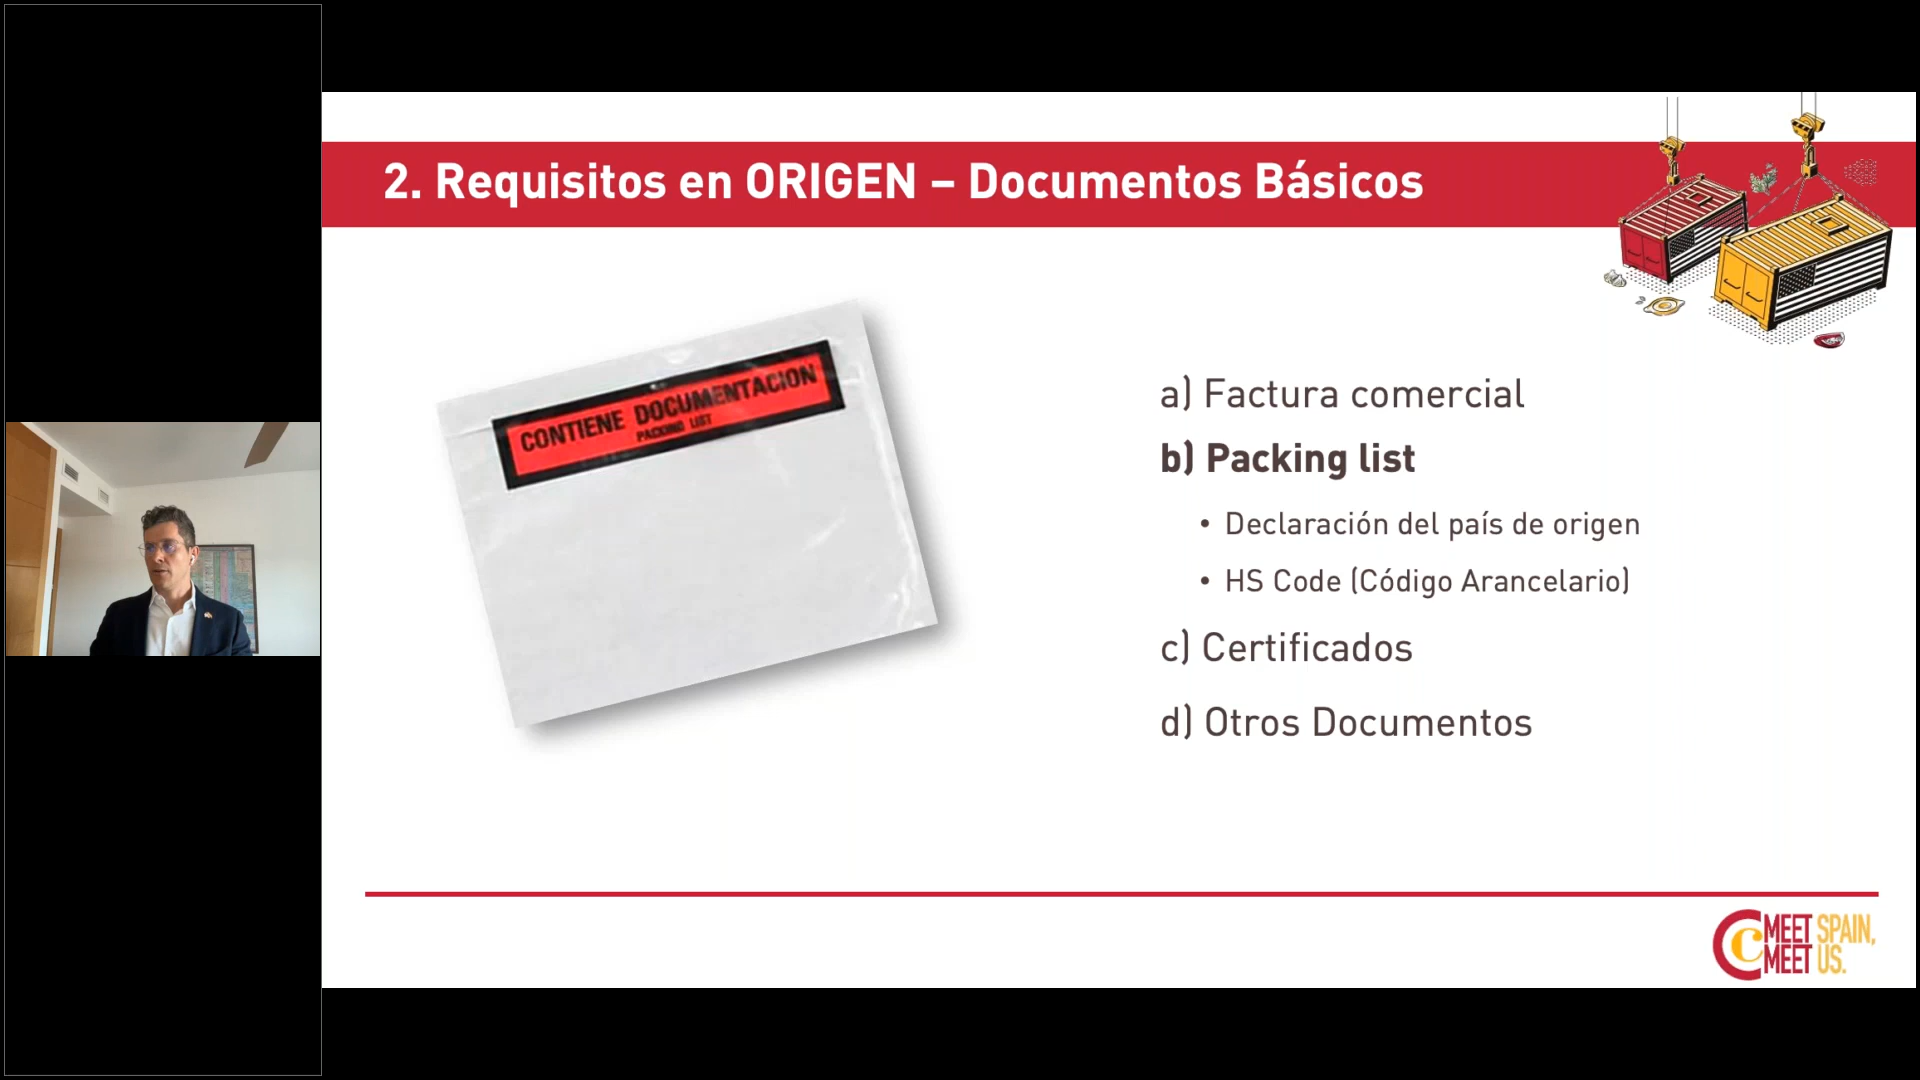 2. Requisitos en ORIGEN – Documentos Básicos
CONTIENE DOCUMENTACION
PACKING LIST
a) Factura comercial
b) Packing list
• Declaración del país de origen
• HS Code (Código Arancelario)
c) Certificados
d) Otros Documentos
MEET SPAIN,
MEET US.